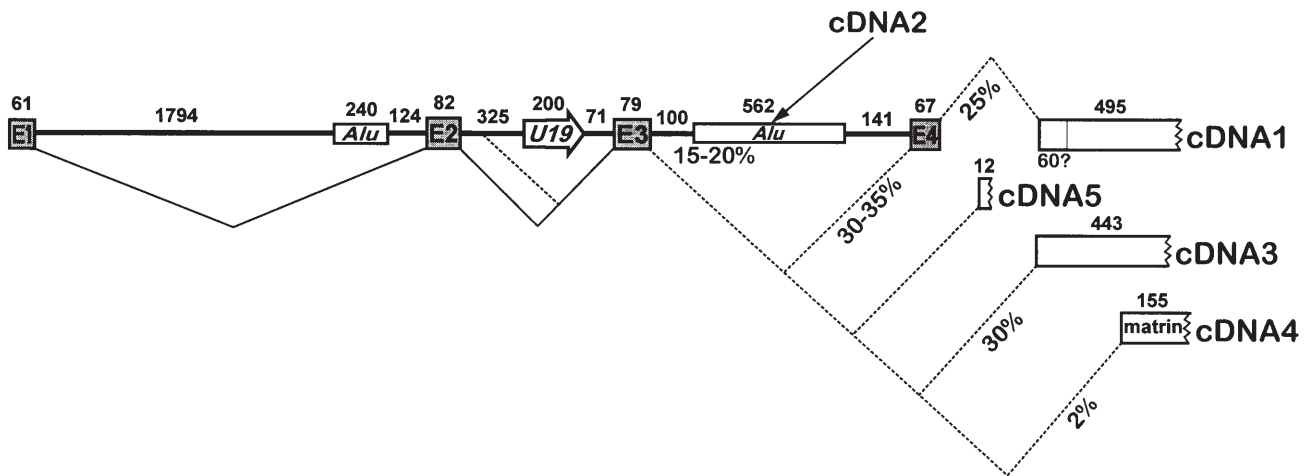 cDNA2
61 1794 240 124 82 325 200 71 79 100 562 141 67 25% 495
E1 Alu E2 U19 E3 Alu E4 cDNA1
15-20% 60?
12
cDNA5
30-35%
443
cDNA3
30%
155
matrin cDNA4
2%